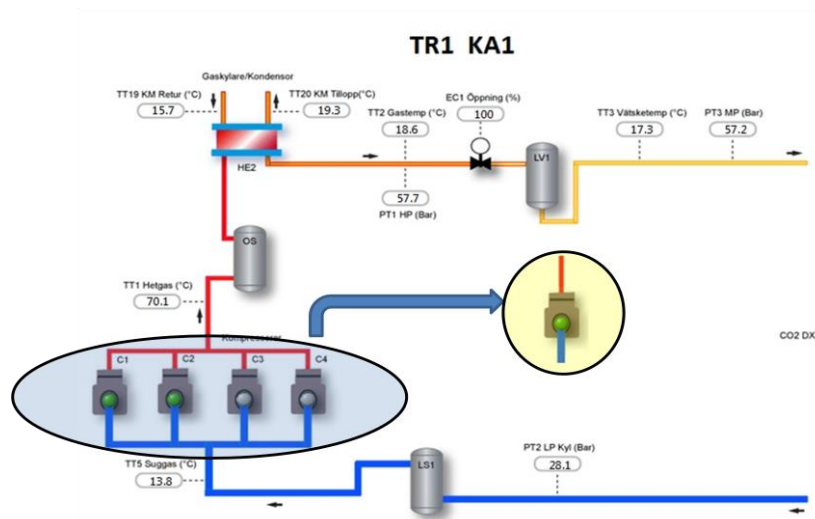 TR1 KA1
Gaskylare/Kondensor
TT19 KM Retur (°C)
15.7
TT20 KM Tillopp(°C)
19.3
HE2
TT2 Gastemp (°C)
18.6
57.7
PT1 HP (Bar)
EC1 Öppning (%)
100
LV1
TT3 Vätsketemp (°C)
17.3
PT3 MP (Bar)
57.2
OS
TT1 Hetgas (°C)
70.1
Kompressorer
C1
C2
C3
C4
CO2 DX
TT5 Suggas (°C)
13.8
LS1
PT2 LP Kyl (Bar)
28.1